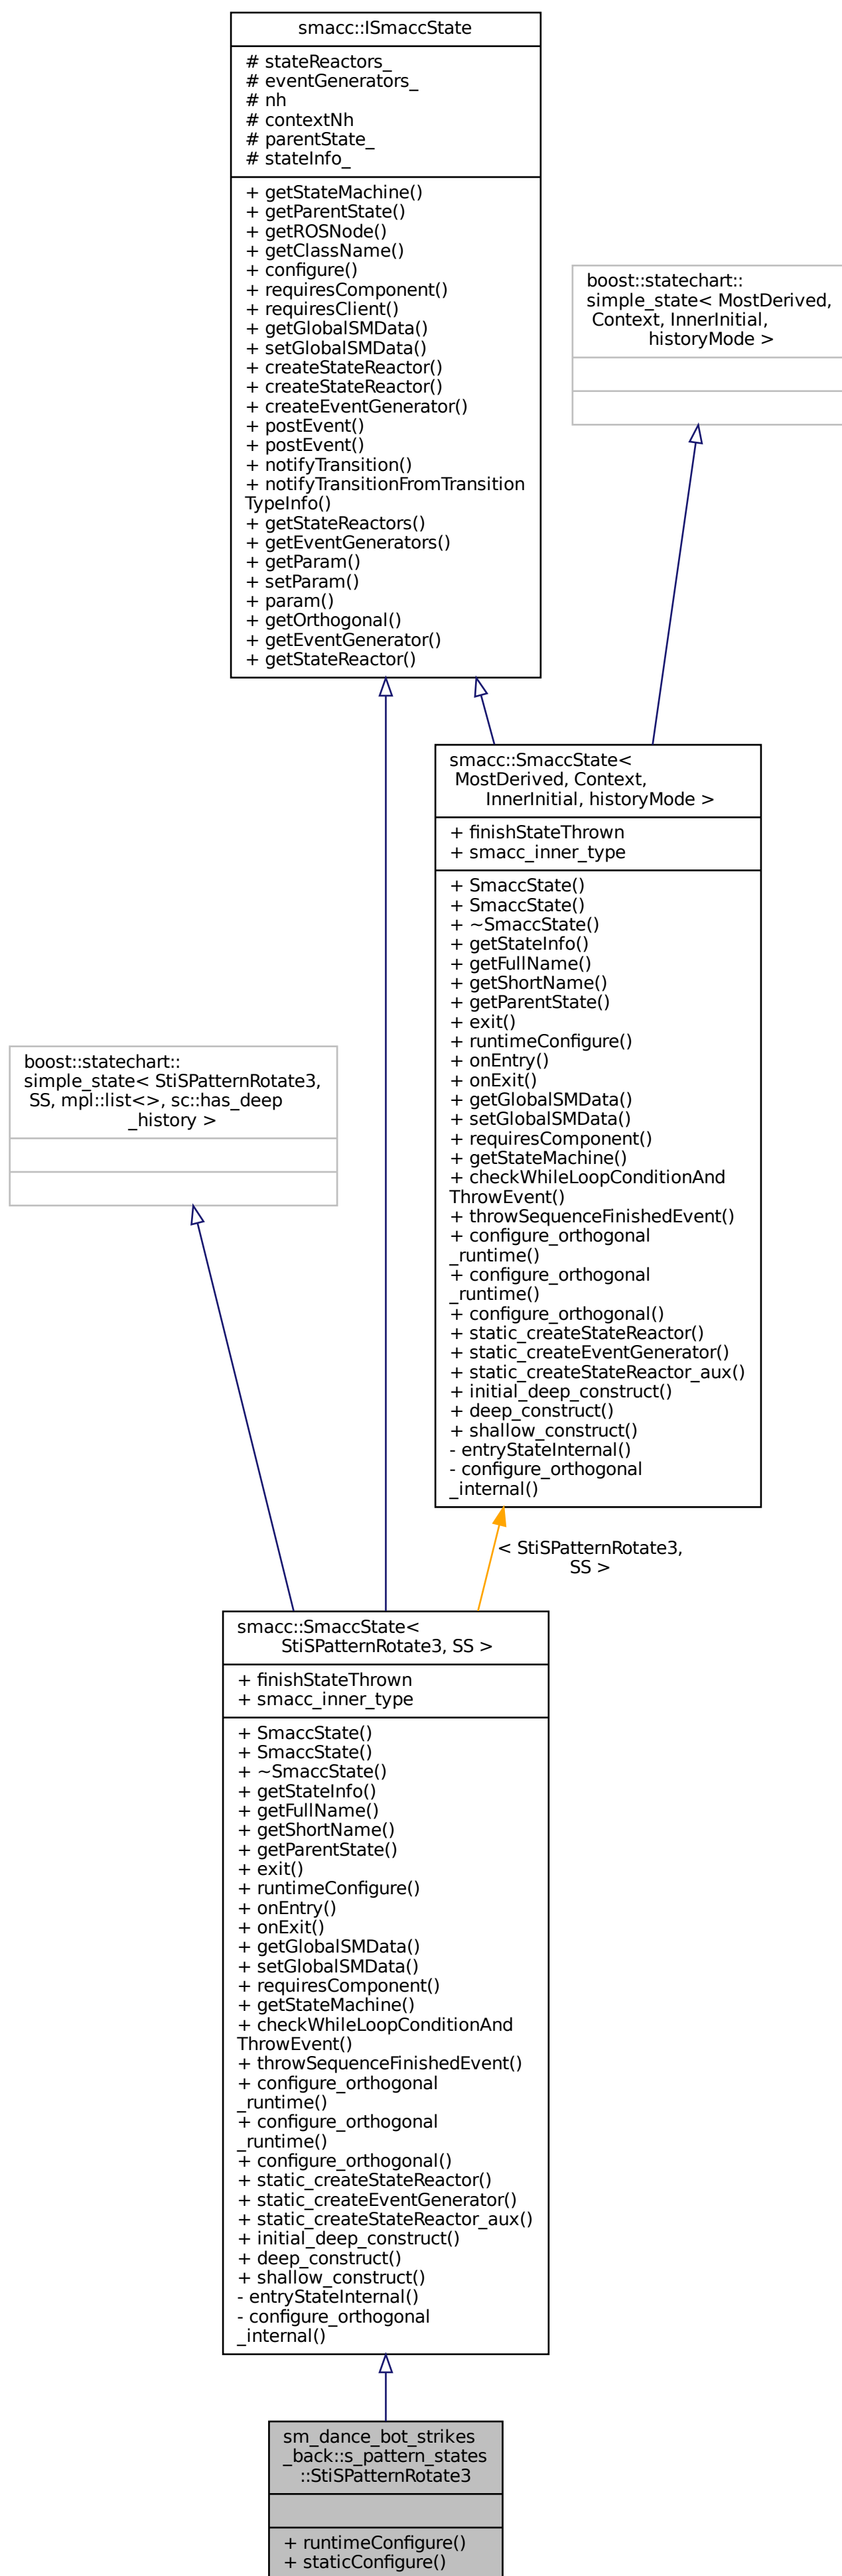 smacc::ISmaccState
# stateReactors_
# eventGenerators_
# nh
# contextNh
# parentState_
# stateInfo_
+ getStateMachine()
+ getParentState()
+ getROSNode()
+ getClassName()
+ configure()
+ requiresComponent()
+ requiresClient()
+ getGlobalSMData()
+ setGlobalSMData()
+ createStateReactor()
+ createStateReactor()
+ createEventGenerator()
+ postEvent()
+ postEvent()
+ notifyTransition()
+ notifyTransitionFromTransition
TypeInfo()
+ getStateReactors()
+ getEventGenerators()
+ getParam()
+ setParam()
+ param()
+ getOrthogonal()
+ getEventGenerator()
+ getStateReactor()
boost::statechart::
simple_state< MostDerived,
Context, InnerInitial,
historyMode >
smacc::SmaccState<
MostDerived, Context,
InnerInitial, historyMode >
+ finishStateThrown
+ smacc_inner_type
+ SmaccState()
+ SmaccState()
+ ~SmaccState()
+ getStateInfo()
+ getFullName()
+ getShortName()
+ getParentState()
+ exit()
+ runtimeConfigure()
+ onEntry()
+ onExit()
+ getGlobalSMData()
+ setGlobalSMData()
+ requiresComponent()
+ getStateMachine()
+ checkWhileLoopConditionAnd
ThrowEvent()
+ throwSequenceFinishedEvent()
+ configure_orthogonal
_runtime()
+ configure_orthogonal
_runtime()
+ configure_orthogonal()
+ static_createStateReactor()
+ static_createEventGenerator()
+ static_createStateReactor_aux()
+ initial_deep_construct()
+ deep_construct()
+ shallow_construct()
- entryStateInternal()
- configure_orthogonal
_internal()
boost::statechart::
simple_state< StiSPatternRotate3,
SS, mpl::list<>, sc::has_deep
_history >
< StiSPatternRotate3,
SS >
smacc::SmaccState<
StiSPatternRotate3, SS >
+ finishStateThrown
+ smacc_inner_type
+ SmaccState()
+ SmaccState()
+ ~SmaccState()
+ getStateInfo()
+ getFullName()
+ getShortName()
+ getParentState()
+ exit()
+ runtimeConfigure()
+ onEntry()
+ onExit()
+ getGlobalSMData()
+ setGlobalSMData()
+ requiresComponent()
+ getStateMachine()
+ checkWhileLoopConditionAnd
ThrowEvent()
+ throwSequenceFinishedEvent()
+ configure_orthogonal
_runtime()
+ configure_orthogonal
_runtime()
+ configure_orthogonal()
+ static_createStateReactor()
+ static_createEventGenerator()
+ static_createStateReactor_aux()
+ initial_deep_construct()
+ deep_construct()
+ shallow_construct()
- entryStateInternal()
- configure_orthogonal
_internal()
sm_dance_bot_strikes
_back::s_pattern_states
::StiSPatternRotate3
+ runtimeConfigure()
+ staticConfigure()